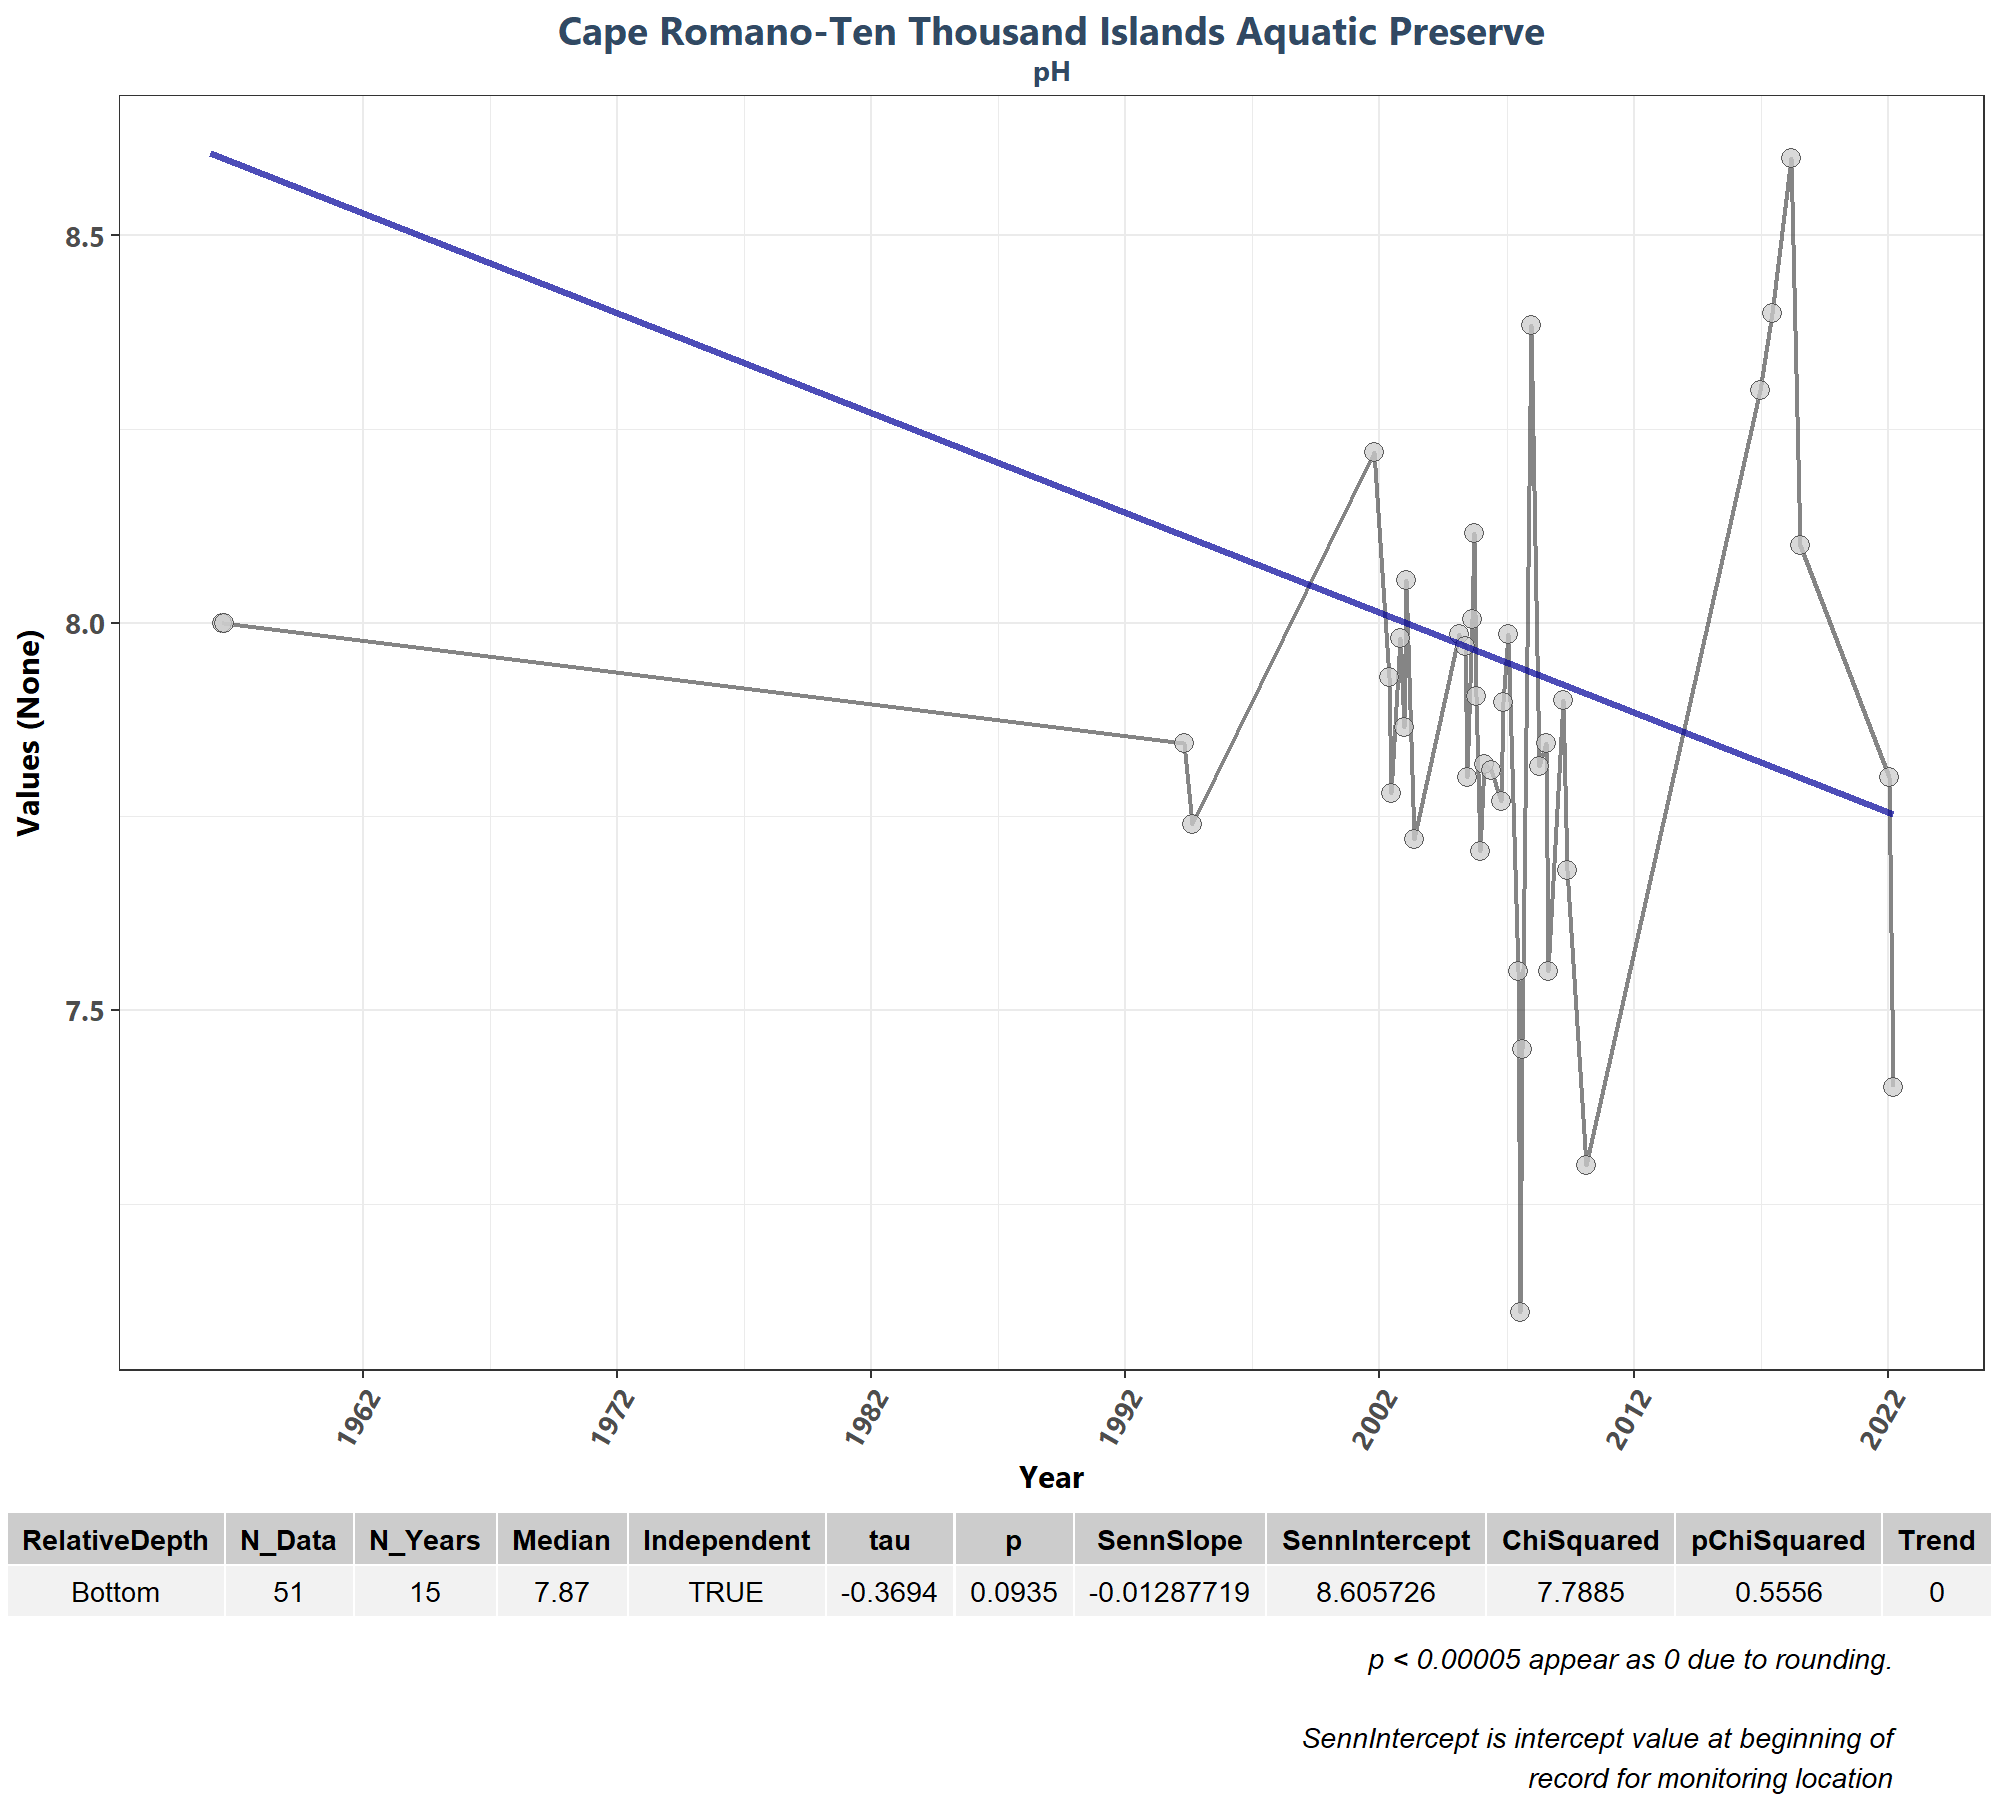 Cape Romano-Ten Thousand Islands Aquatic Preserve
pH
Values (None)
8.5
8.0
7.5
1962 1972 1982 1992 2002 2012 2022
Year
RelativeDepth N_Data N_Years Median Independent tau p SennSlope SennIntercept ChiSquared pChiSquared Trend
Bottom 51 15 7.87 TRUE -0.3694 0.0935 -0.01287719 8.605726 7.7885 0.5556 0
p < 0.00005 appear as 0 due to rounding.
SennIntercept is intercept value at beginning of
record for monitoring location